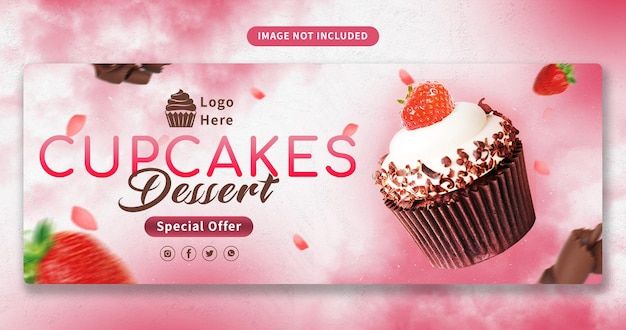 IMAGE NOT INCLUDED
Logo
Here
CUPCAKES
Dessert
Special Offer